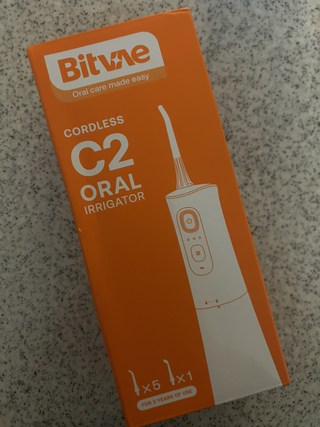 Bitvae
Oral care made easy
CORDLESS
C2
ORAL
IRRIGATOR
x5 x1
FOR 2 YEARS OF USE